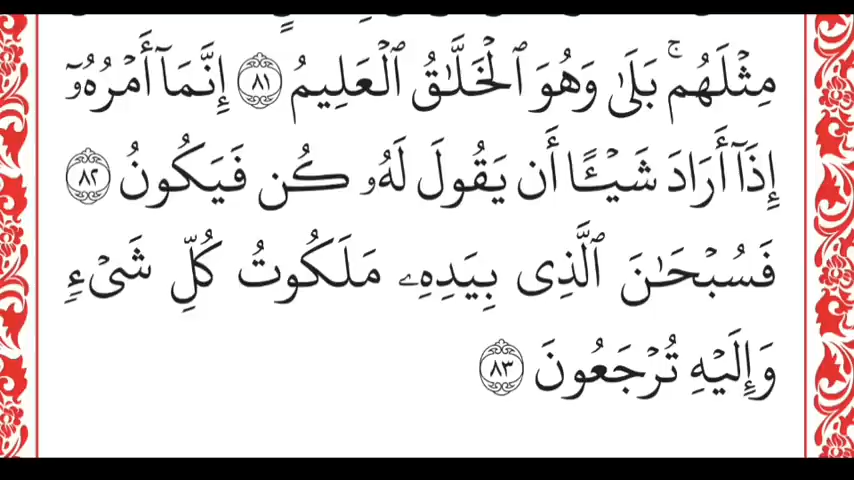 مِثْلَهُم ۚ بَلَىٰ وَهُوَ ٱلْخَلَّـٰقُ ٱلْعَلِيمُ ٨١ إِنَّمَآ أَمْرُهُۥٓ
إِذَآ أَرَادَ شَيْـًٔا أَن يَقُولَ لَهُۥ كُن فَيَكُونُ ٨٢
فَسُبْحَـٰنَ ٱلَّذِى بِيَدِهِۦ مَلَكُوتُ كُلِّ شَىْءٍ
وَإِلَيْهِ تُرْجَعُونَ ٨٣